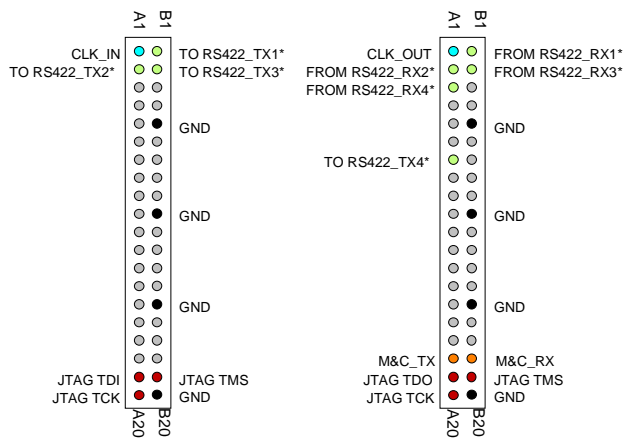 A1 B1
CLK_IN TO RS422_TX1*
TO RS422_TX2* TO RS422_TX3*
GND
GND
GND
JTAG TDI JTAG TMS
JTAG TCK GND
A20 B20
A1 B1
CLK_OUT FROM RS422_RX1*
FROM RS422_RX2* FROM RS422_RX3*
FROM RS422_RX4*
GND
TO RS422_TX4*
GND
GND
M&C_TX M&C_RX
JTAG TDO JTAG TMS
JTAG TCK GND
A20 B20